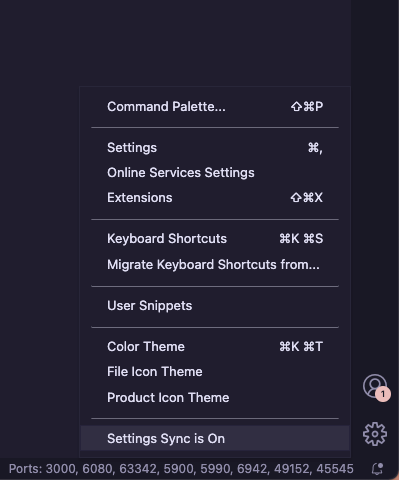 Command Palette... ⇧⌘P
Settings ⌘,
Online Services Settings
Extensions ⇧⌘X
Keyboard Shortcuts ⌘K ⌘S
Migrate Keyboard Shortcuts from...
User Snippets
Color Theme ⌘K ⌘T
File Icon Theme
Product Icon Theme
1
Settings Sync is On
Ports: 3000, 6080, 63342, 5900, 5990, 6942, 49152, 45545